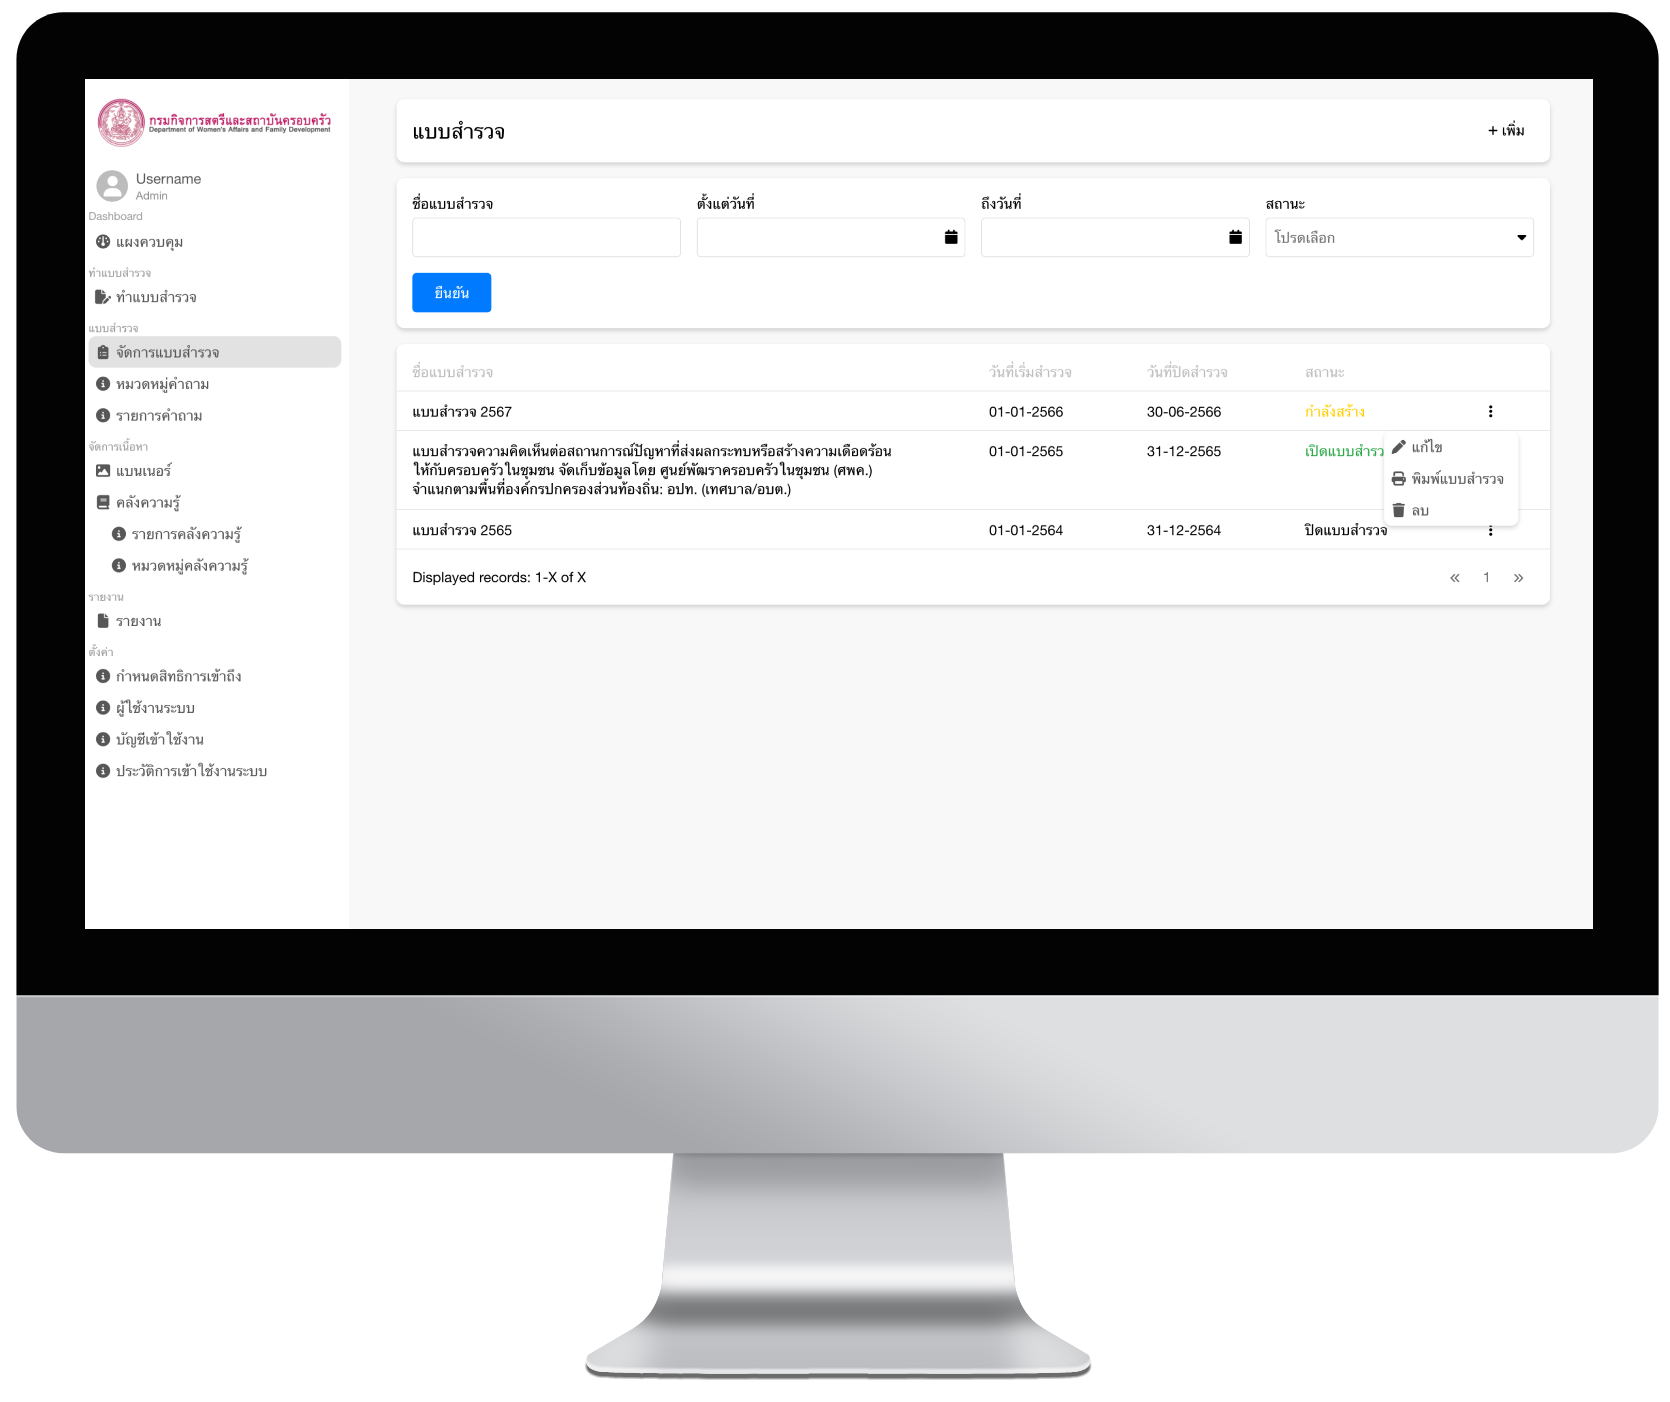 กรมกิจการสตรีและสถาบันครอบครัว
Department of Women's Affairs and Family Development
Username
Admin
Dashboard
แผงควบคุม
ทำแบบสำรวจ
ทำแบบสำรวจ
แบบสำรวจ
จัดการแบบสำรวจ
หมวดหมู่คำถาม
รายการคำถาม
จัดการเนื้อหา
แบนเนอร์
คลังความรู้
รายการคลังความรู้
หมวดหมู่คลังความรู้
รายงาน
รายงาน
ตั้งค่า
กำหนดสิทธิการเข้าถึง
ผู้ใช้งานระบบ
บัญชีเข้าใช้งาน
ประวัติการเข้าใช้งานระบบ
แบบสำรวจ
+ เพิ่ม
ชื่อแบบสำรวจ ตั้งแต่วันที่ ถึงวันที่ สถานะ
โปรดเลือก
ยืนยัน
ชื่อแบบสำรวจ วันที่เริ่มสำรวจ วันที่ปิดสำรวจ สถานะ
แบบสำรวจ 2567 01-01-2566 30-06-2566 กำลังสร้าง
แบบสำรวจความคิดเห็นต่อสถานการณ์ปัญหาที่ส่งผลกระทบหรือสร้างความเดือดร้อน 01-01-2565 31-12-2565 เปิดแบบสำรว
ให้กับครอบครัวในชุมชน จัดเก็บข้อมูลโดย ศูนย์พัฒราครอบครัวในชุมชน (ศพค.)
จำแนกตามพื้นที่องค์กรปกครองส่วนท้องถิ่น: อปท. (เทศบาล/อบต.)
แก้ไข
พิมพ์แบบสำรวจ
ลบ
แบบสำรวจ 2565 01-01-2564 31-12-2564 ปิดแบบสำรวจ
Displayed records: 1-X of X « 1 »